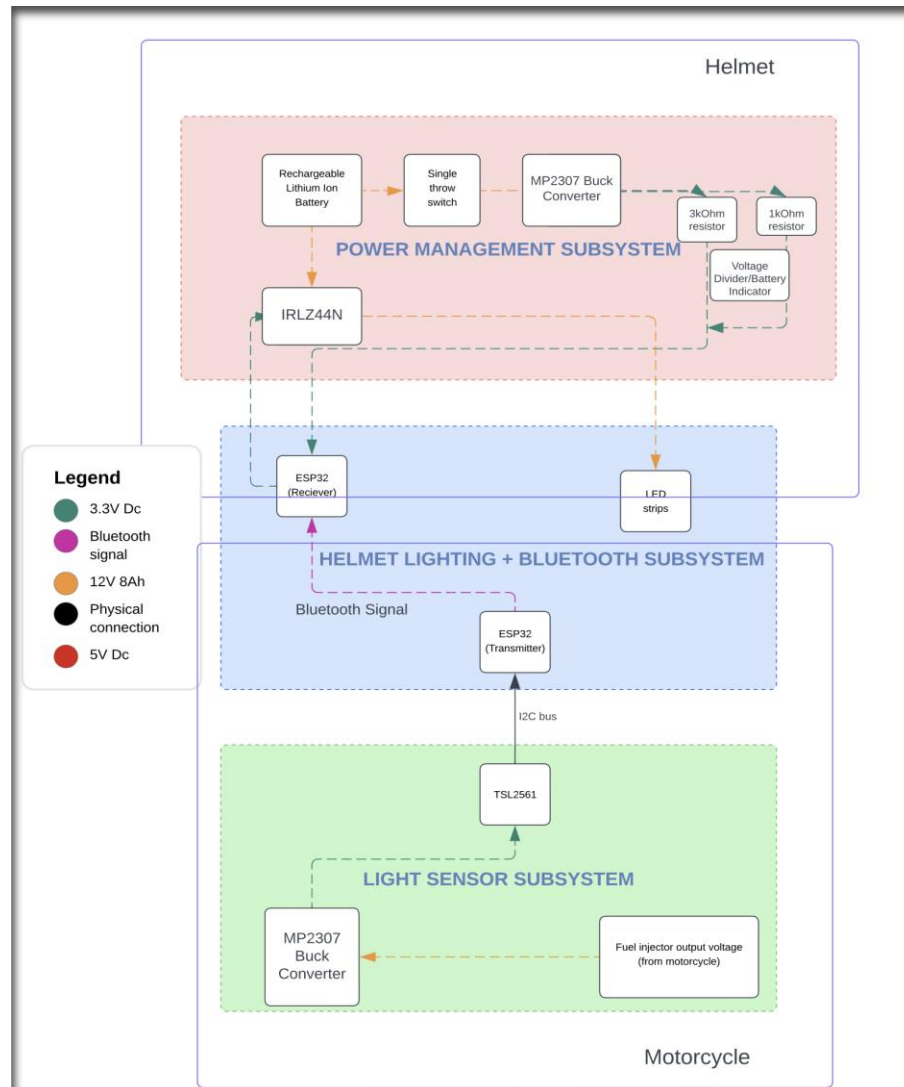 Helmet
Rechargeable
Lithium Ion
Battery
Single
throw
switch
MP2307 Buck
Converter
3kOhm
resistor
1kOhm
resistor
POWER MANAGEMENT SUBSYSTEM
Voltage
Divider/Battery
Indicator
IRLZ44N
Legend
3.3V Dc
Bluetooth
signal
12V 8Ah
Physical
connection
5V Dc
ESP32
(Reciever)
LED
strips
HELMET LIGHTING + BLUETOOTH SUBSYSTEM
Bluetooth Signal
ESP32
(Transmitter)
I2C bus
TSL2561
LIGHT SENSOR SUBSYSTEM
MP2307
Buck
Converter
Fuel injector output voltage
(from motorcycle)
Motorcycle